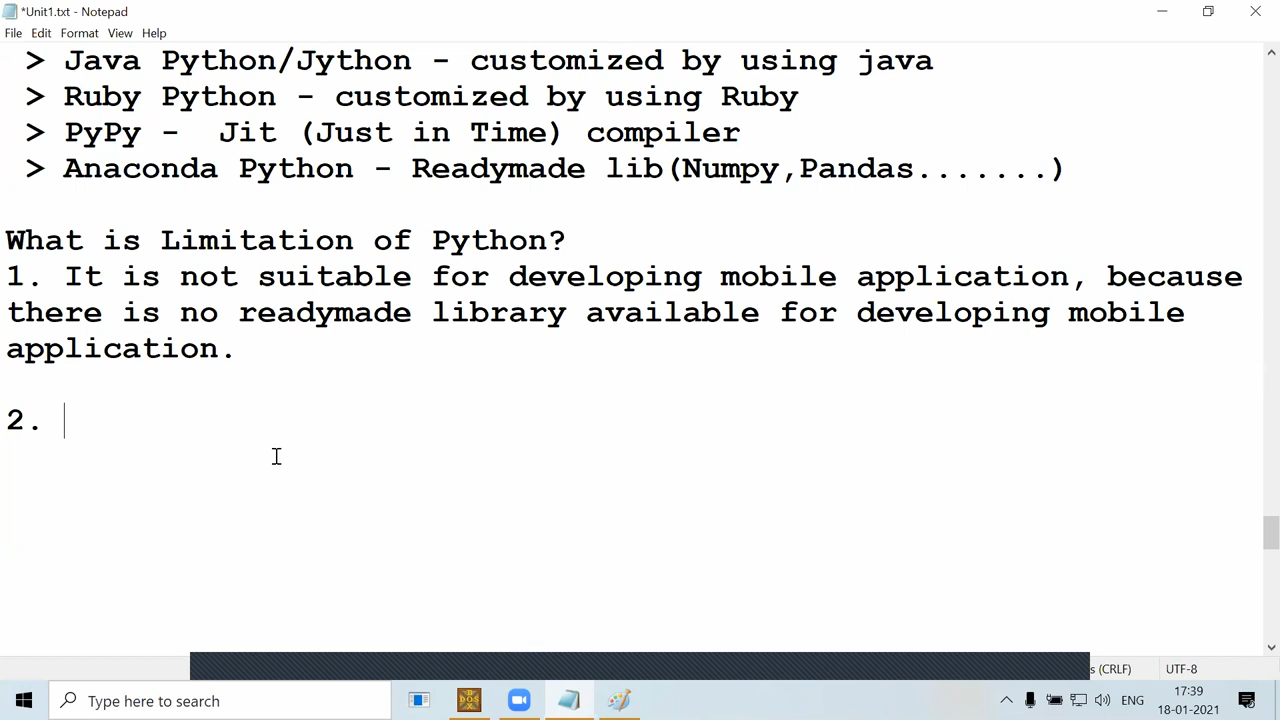 *Unit1.txt - Notepad
File Edit Format View Help
> Java Python/Jython - customized by using java
> Ruby Python - customized by using Ruby
> PyPy -  Jit (Just in Time) compiler
> Anaconda Python - Readymade lib(Numpy,Pandas.......)
What is Limitation of Python?
1. It is not suitable for developing mobile application, because
there is no readymade library available for developing mobile
application.
2.
s (CRLF) UTF-8
Type here to search
DOS
ENG
17:39
18-01-2021